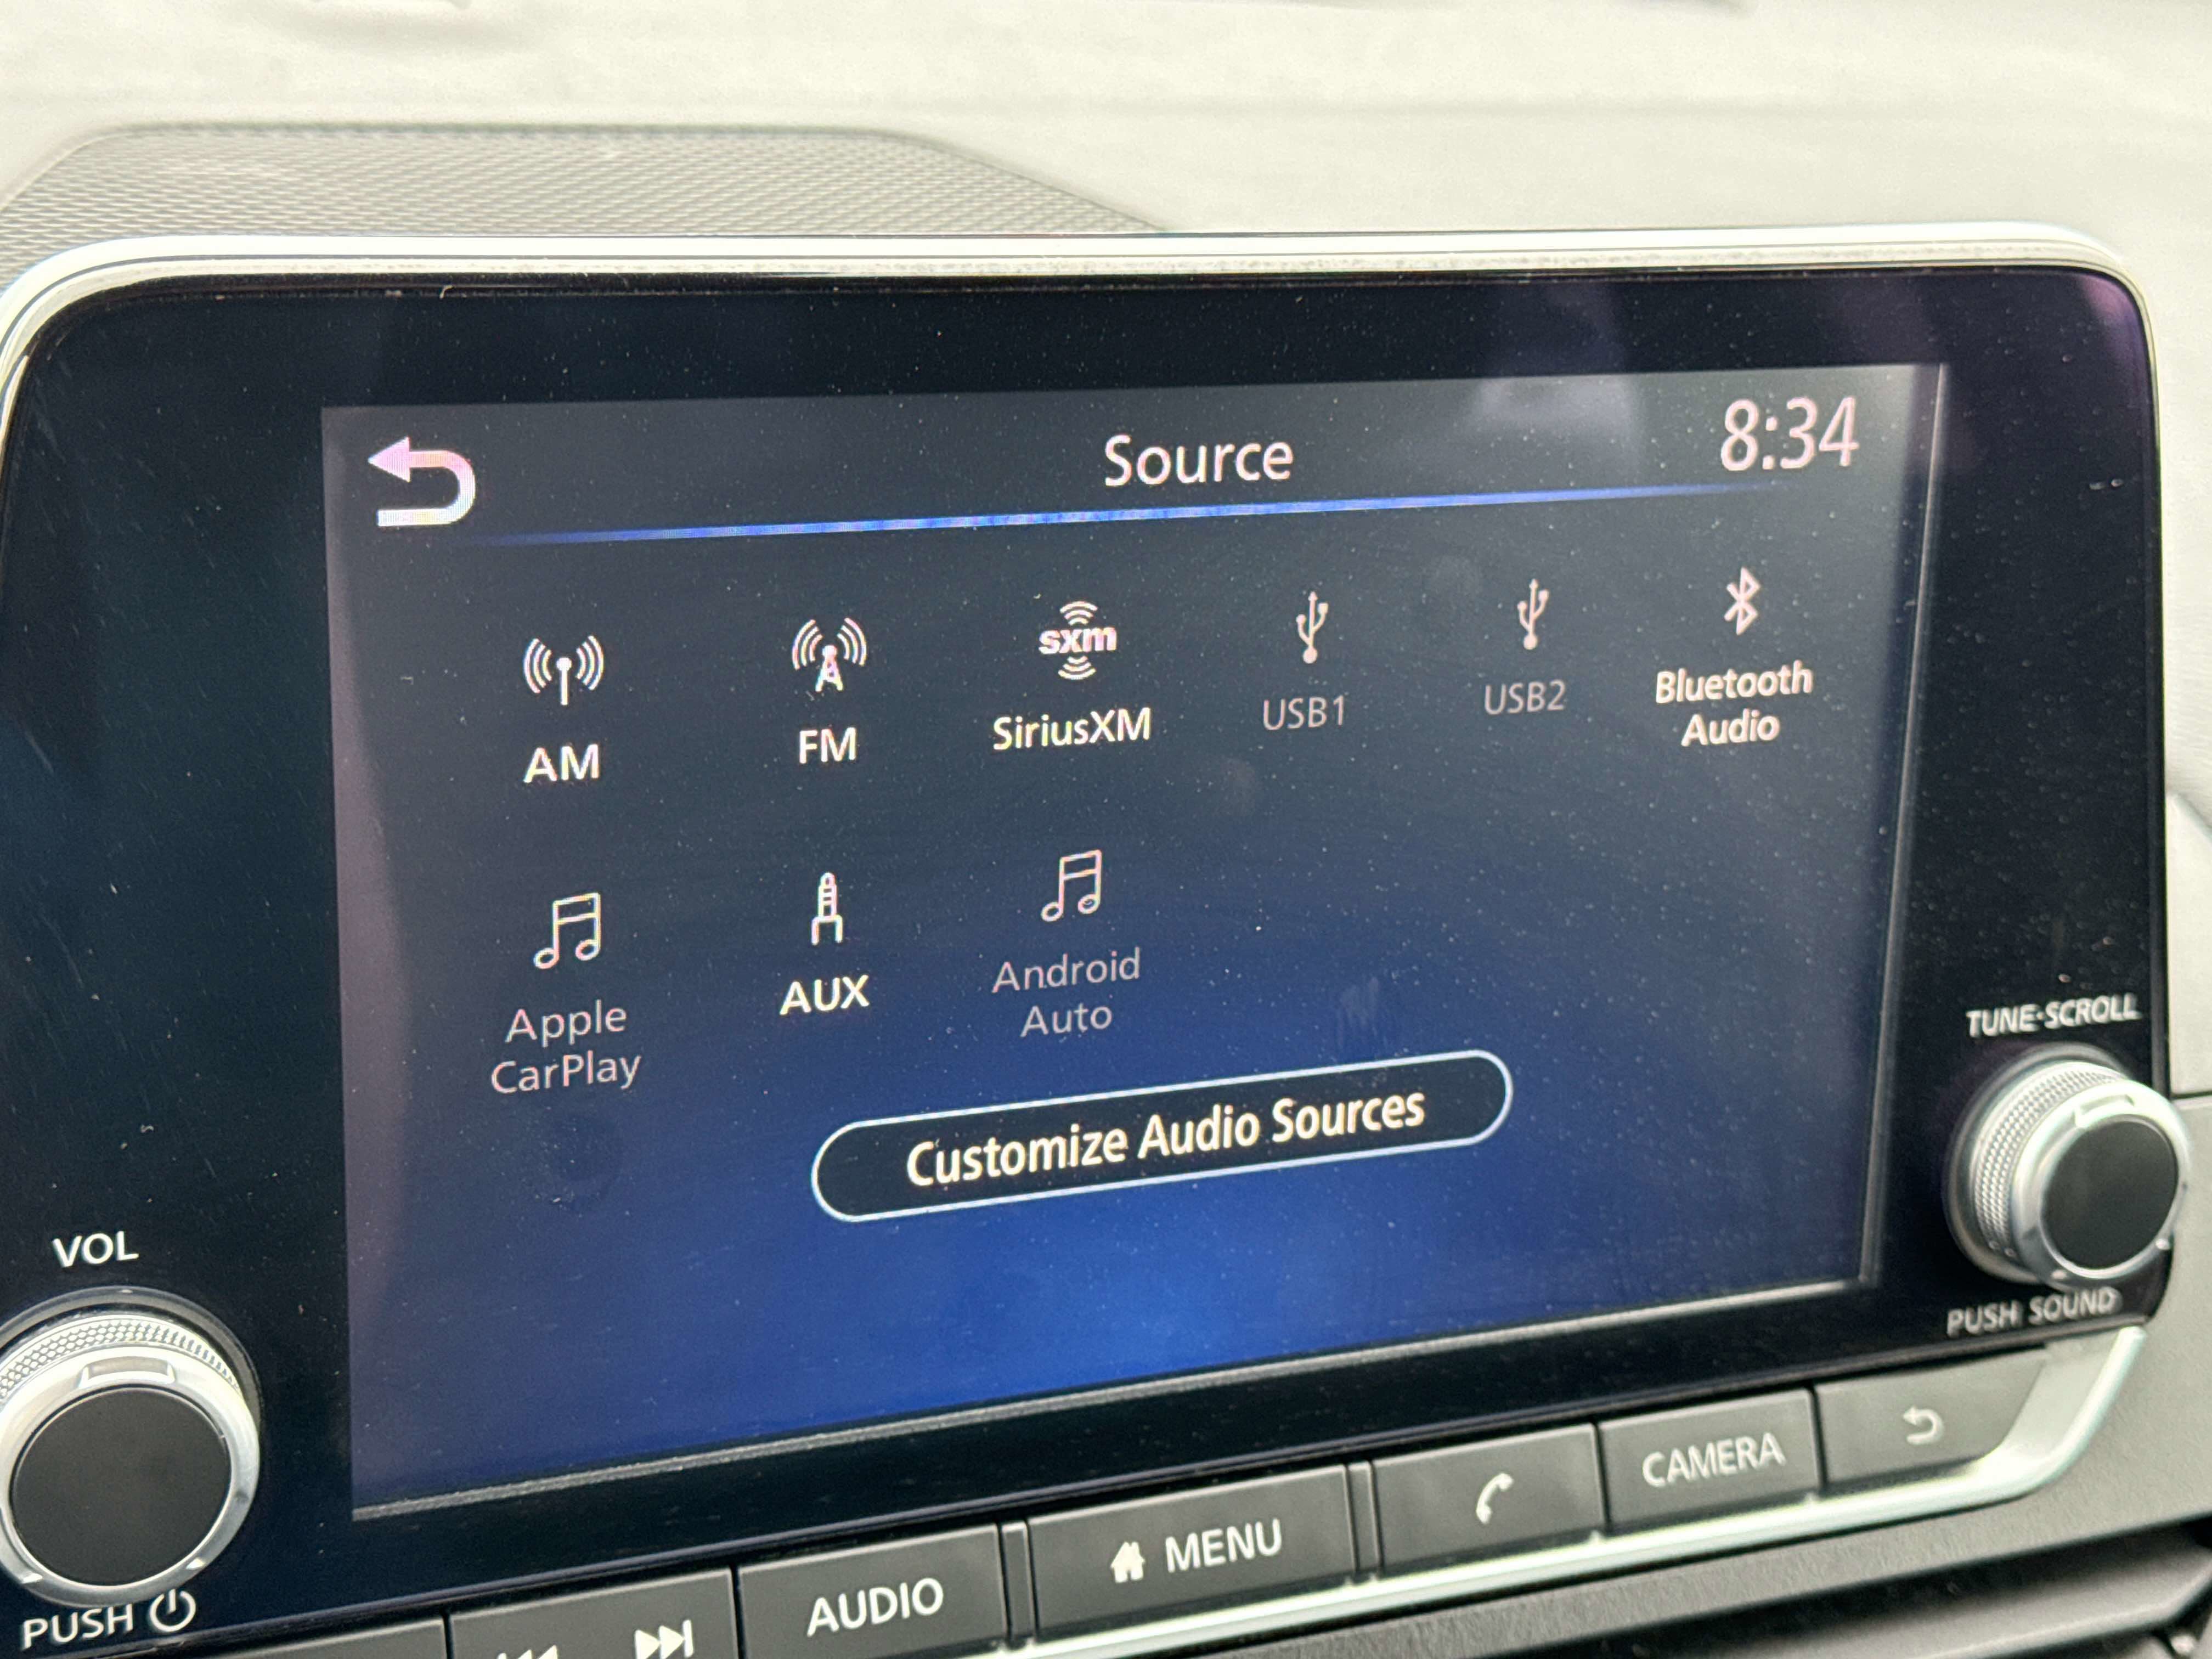 Source
8:34
sxm
AM
FM
SiriusXM
USB1
USB2
Bluetooth
Audio
Apple
CarPlay
AUX
Android
Auto
Customize Audio Sources
TUNE·SCROLL
VOL
PUSH SOUND
PUSH
AUDIO
MENU
CAMERA